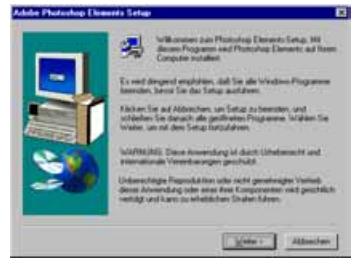 Adobe Photoshop Elements Setup
Willkommen zum Photoshop Elements Setup. Mit
diesem Programm wird Photoshop Elements auf Ihrem
Computer installiert.
Es wird dringend empfohlen, daß Sie alle Windows-Programme
beenden, bevor Sie das Setup ausführen.
Klicken Sie auf Abbrechen, um Setup zu beenden, und
schließen Sie danach alle geöffneten Programme. Wählen Sie
Weiter, um mit dem Setup fortzufahren.
WARNUNG: Diese Anwendung ist durch Urheberrecht und
internationale Vereinbarungen geschützt.
Unberechtigte Reproduktion oder nicht genehmigter Vertrieb
dieser Anwendung oder einer ihrer Komponenten wird gerichtlich
verfolgt und kann zu erheblichen Strafen führen.
Weiter >
Abbrechen